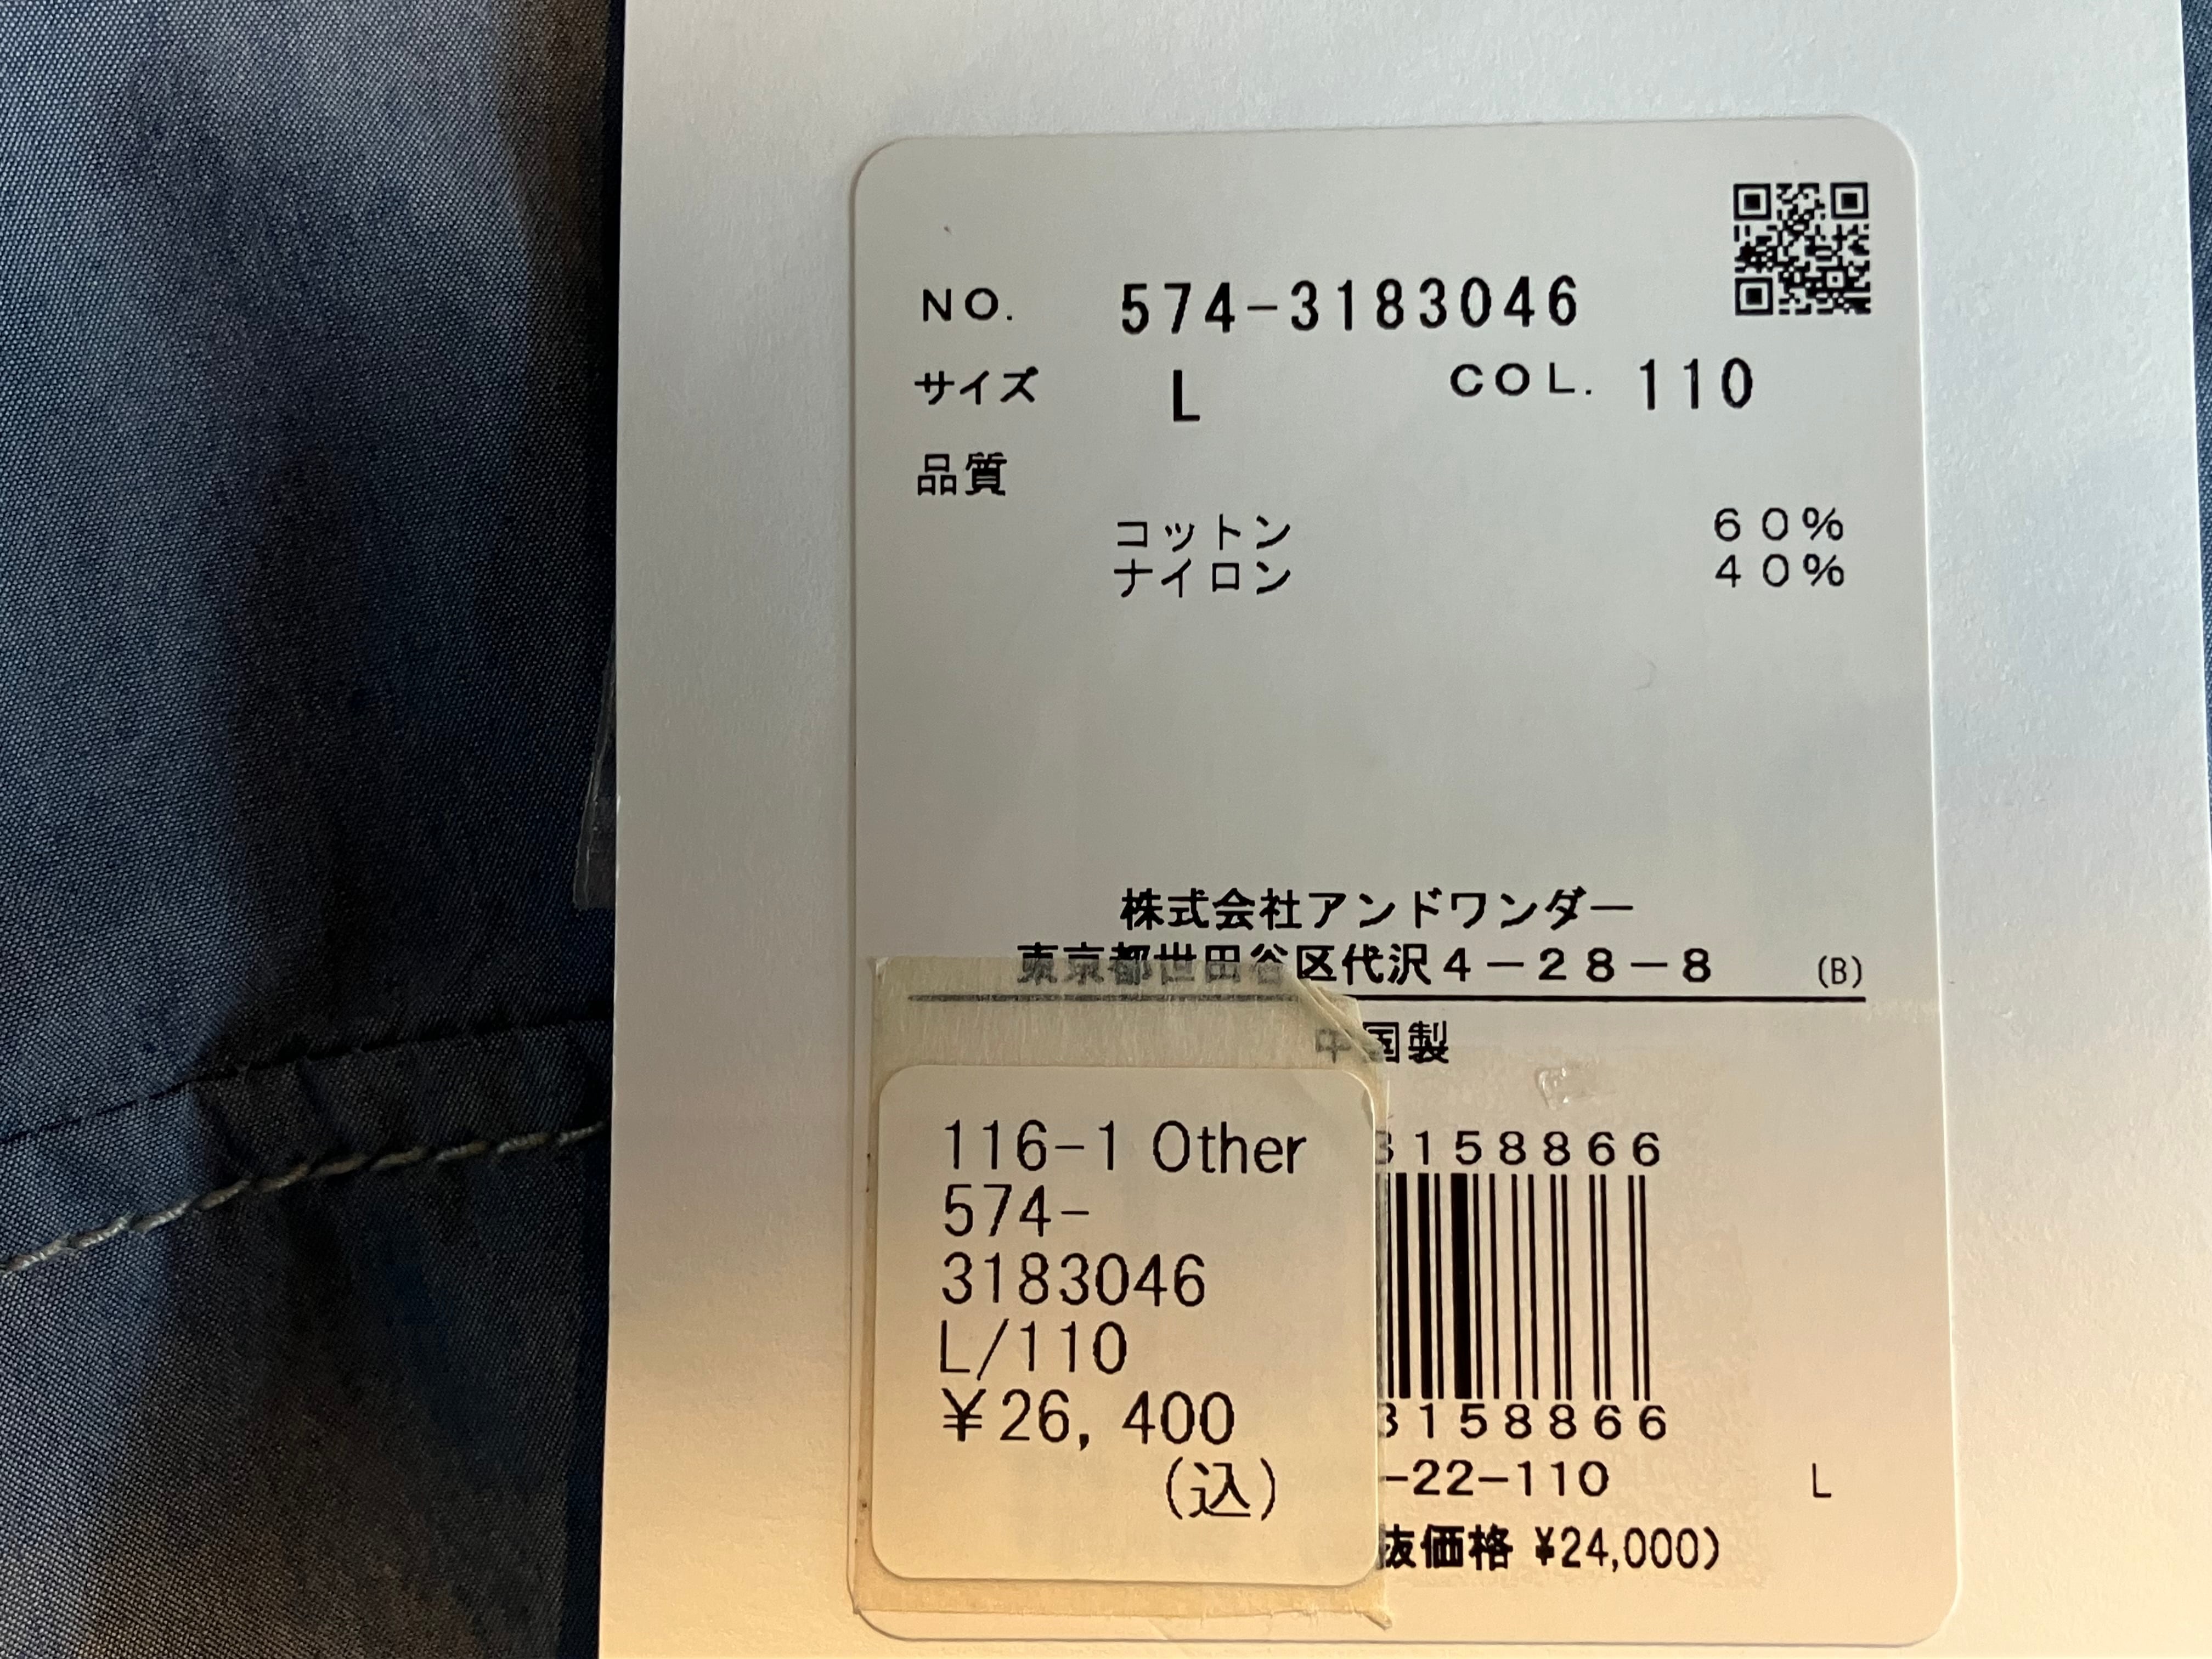 NO. 574-3183046
サイズ L COL. 110
品質
コットン 60%
ナイロン 40%
株式会社アンドワンダー
東京都世田谷区代沢4-28-8 (B)
中国製
116-1 Other
574-
3183046
L/110
¥26,400
(込)
3158866
3158866
-22-110 L
抜価格 ¥24,000)